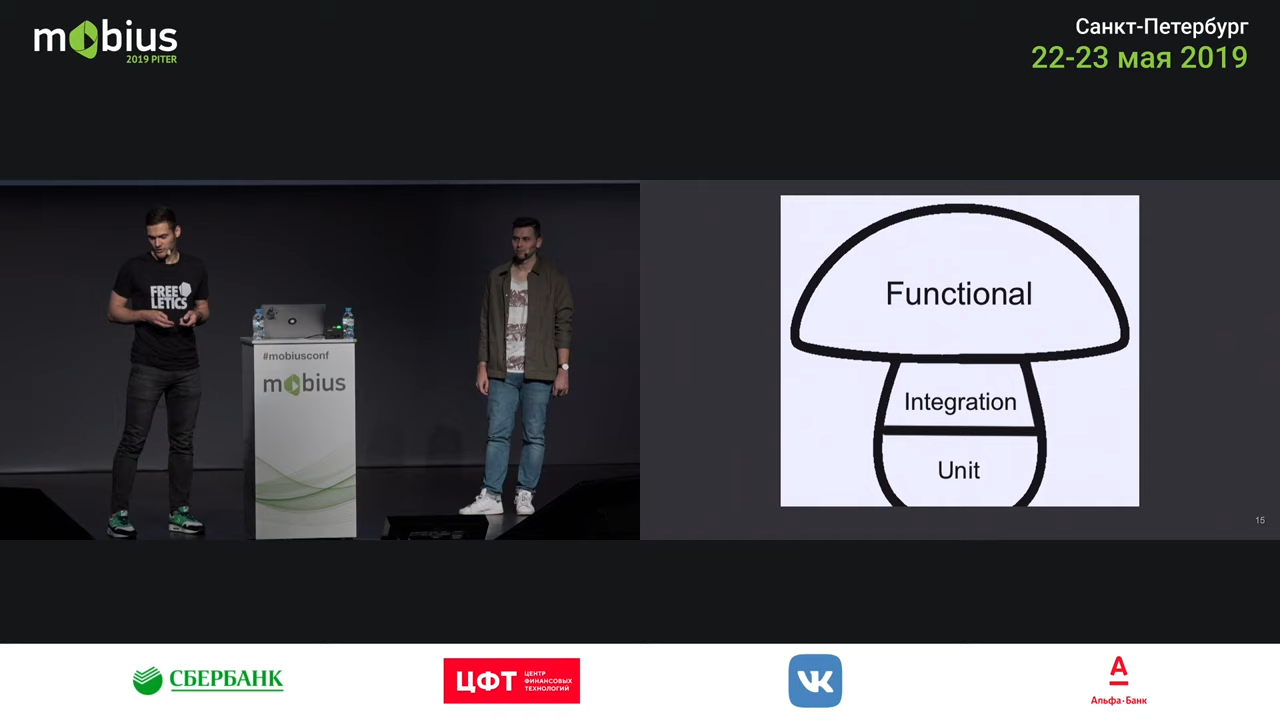 mobius
2019 PITER
Санкт-Петербург
22-23 мая 2019
FREE
LETICS
#mobiusconf
mobius
Functional
Integration
Unit
15
СБЕРБАНК
ЦФТ
ЦЕНТР
ФИНАНСОВЫХ
ТЕХНОЛОГИЙ
VK
А
Альфа·Банк